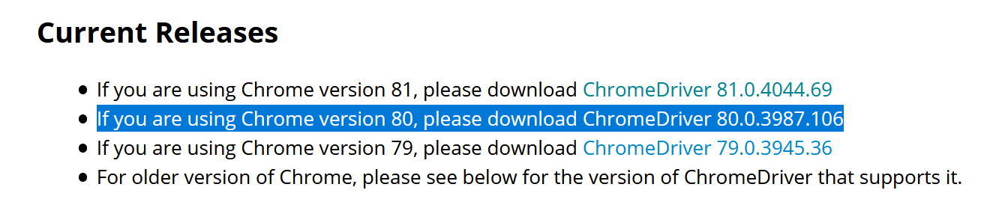 Current Releases
If you are using Chrome version 81, please download ChromeDriver 81.0.4044.69
If you are using Chrome version 80, please download ChromeDriver 80.0.3987.106
If you are using Chrome version 79, please download ChromeDriver 79.0.3945.36
For older version of Chrome, please see below for the version of ChromeDriver that supports it.